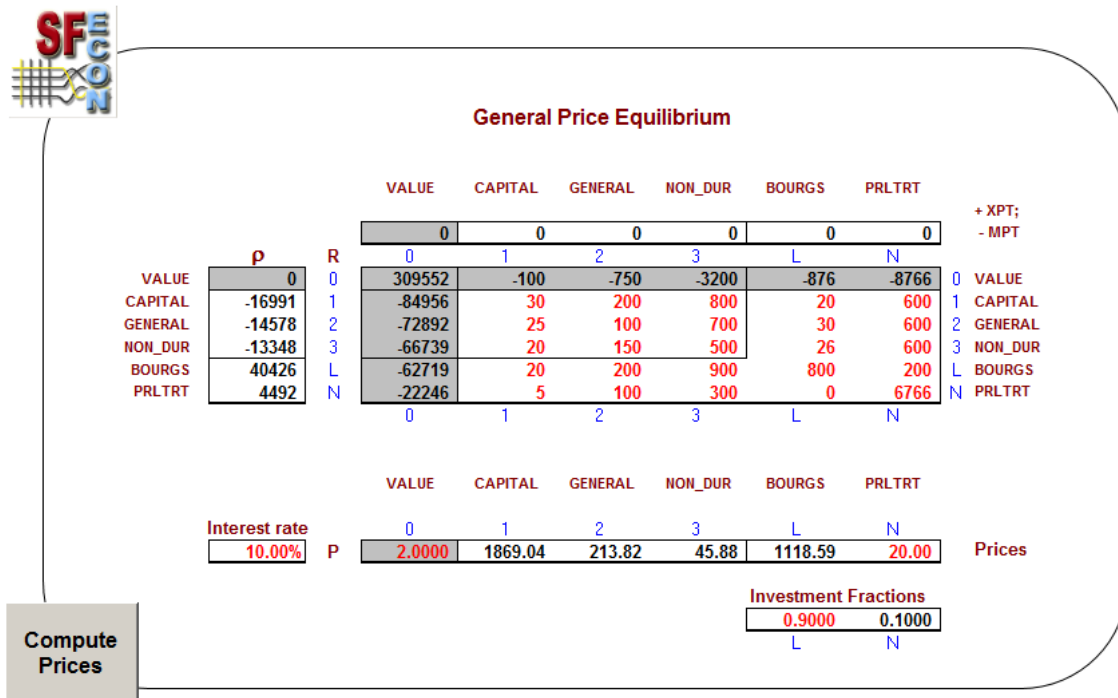 SF ECON
General Price Equilibrium
VALUE CAPITAL GENERAL NON_DUR BOURGS PRLTRT
+ XPT;
0 0 0 0 0 0 - MPT
ρ R 0 1 2 3 L N
VALUE 0 0 309552 -100 -750 -3200 -876 -8766 0 VALUE
CAPITAL -16991 1 -84956 30 200 800 20 600 1 CAPITAL
GENERAL -14578 2 -72892 25 100 700 30 600 2 GENERAL
NON_DUR -13348 3 -66739 20 150 500 26 600 3 NON_DUR
BOURGS 40426 L -62719 20 200 900 800 200 L BOURGS
PRLTRT 4492 N -22246 5 100 300 0 6766 N PRLTRT
0 1 2 3 L N
VALUE CAPITAL GENERAL NON_DUR BOURGS PRLTRT
Interest rate 0 1 2 3 L N
10.00% P 2.0000 1869.04 213.82 45.88 1118.59 20.00 Prices
Investment Fractions
0.9000 0.1000
L N
Compute
Prices